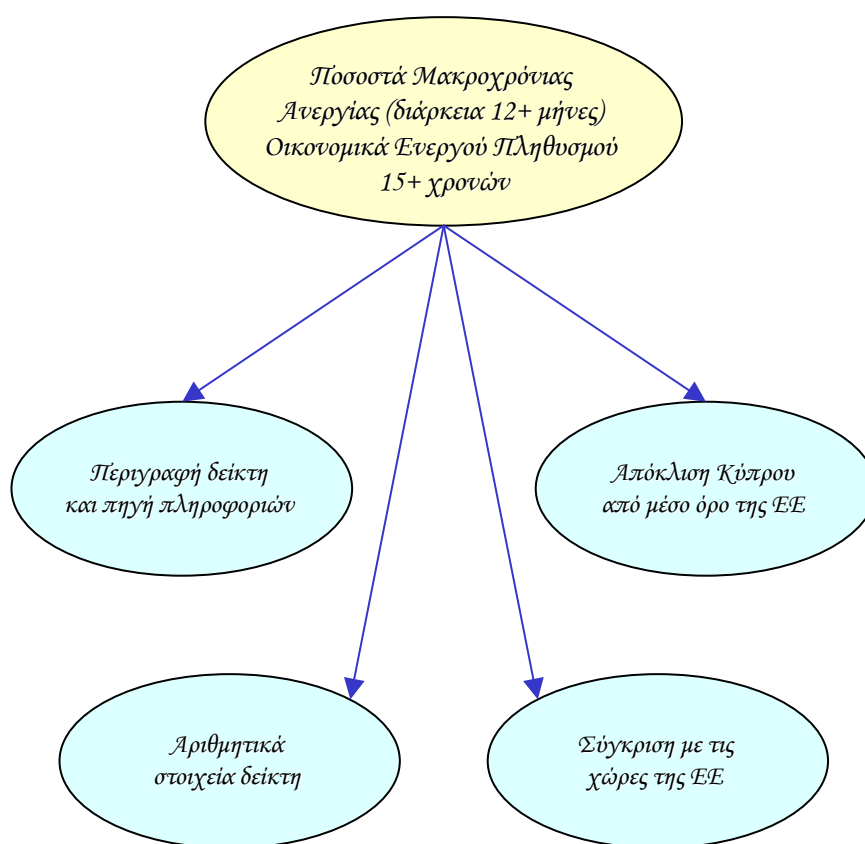 Ποσοστά Μακροχρόνιας
Ανεργίας (διάρκεια 12+ μήνες)
Οικονομικά Ενεργού Πληθυσμού
15+ χρονών
Περιγραφή δείκτη
και πηγή πληροφοριών
Απόκλιση Κύπρου
από μέσο όρο της ΕΕ
Αριθμητικά
στοιχεία δείκτη
Σύγκριση με τις
χώρες της ΕΕ